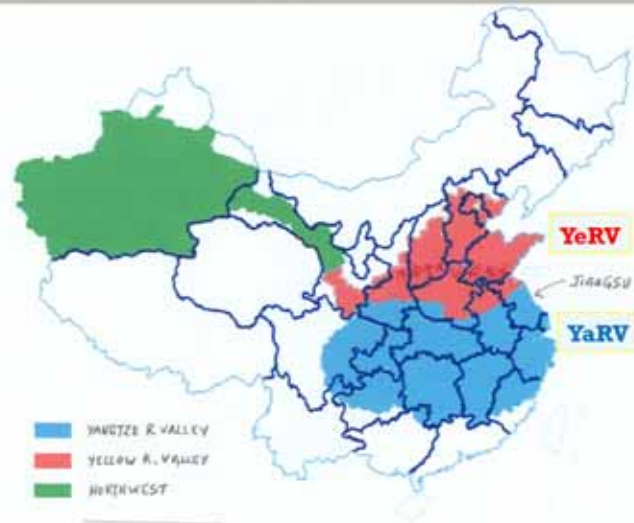 YeRV
JIANGSU
YaRV
YANGTZE R. VALLEY
YELLOW R. VALLEY
NORTHWEST